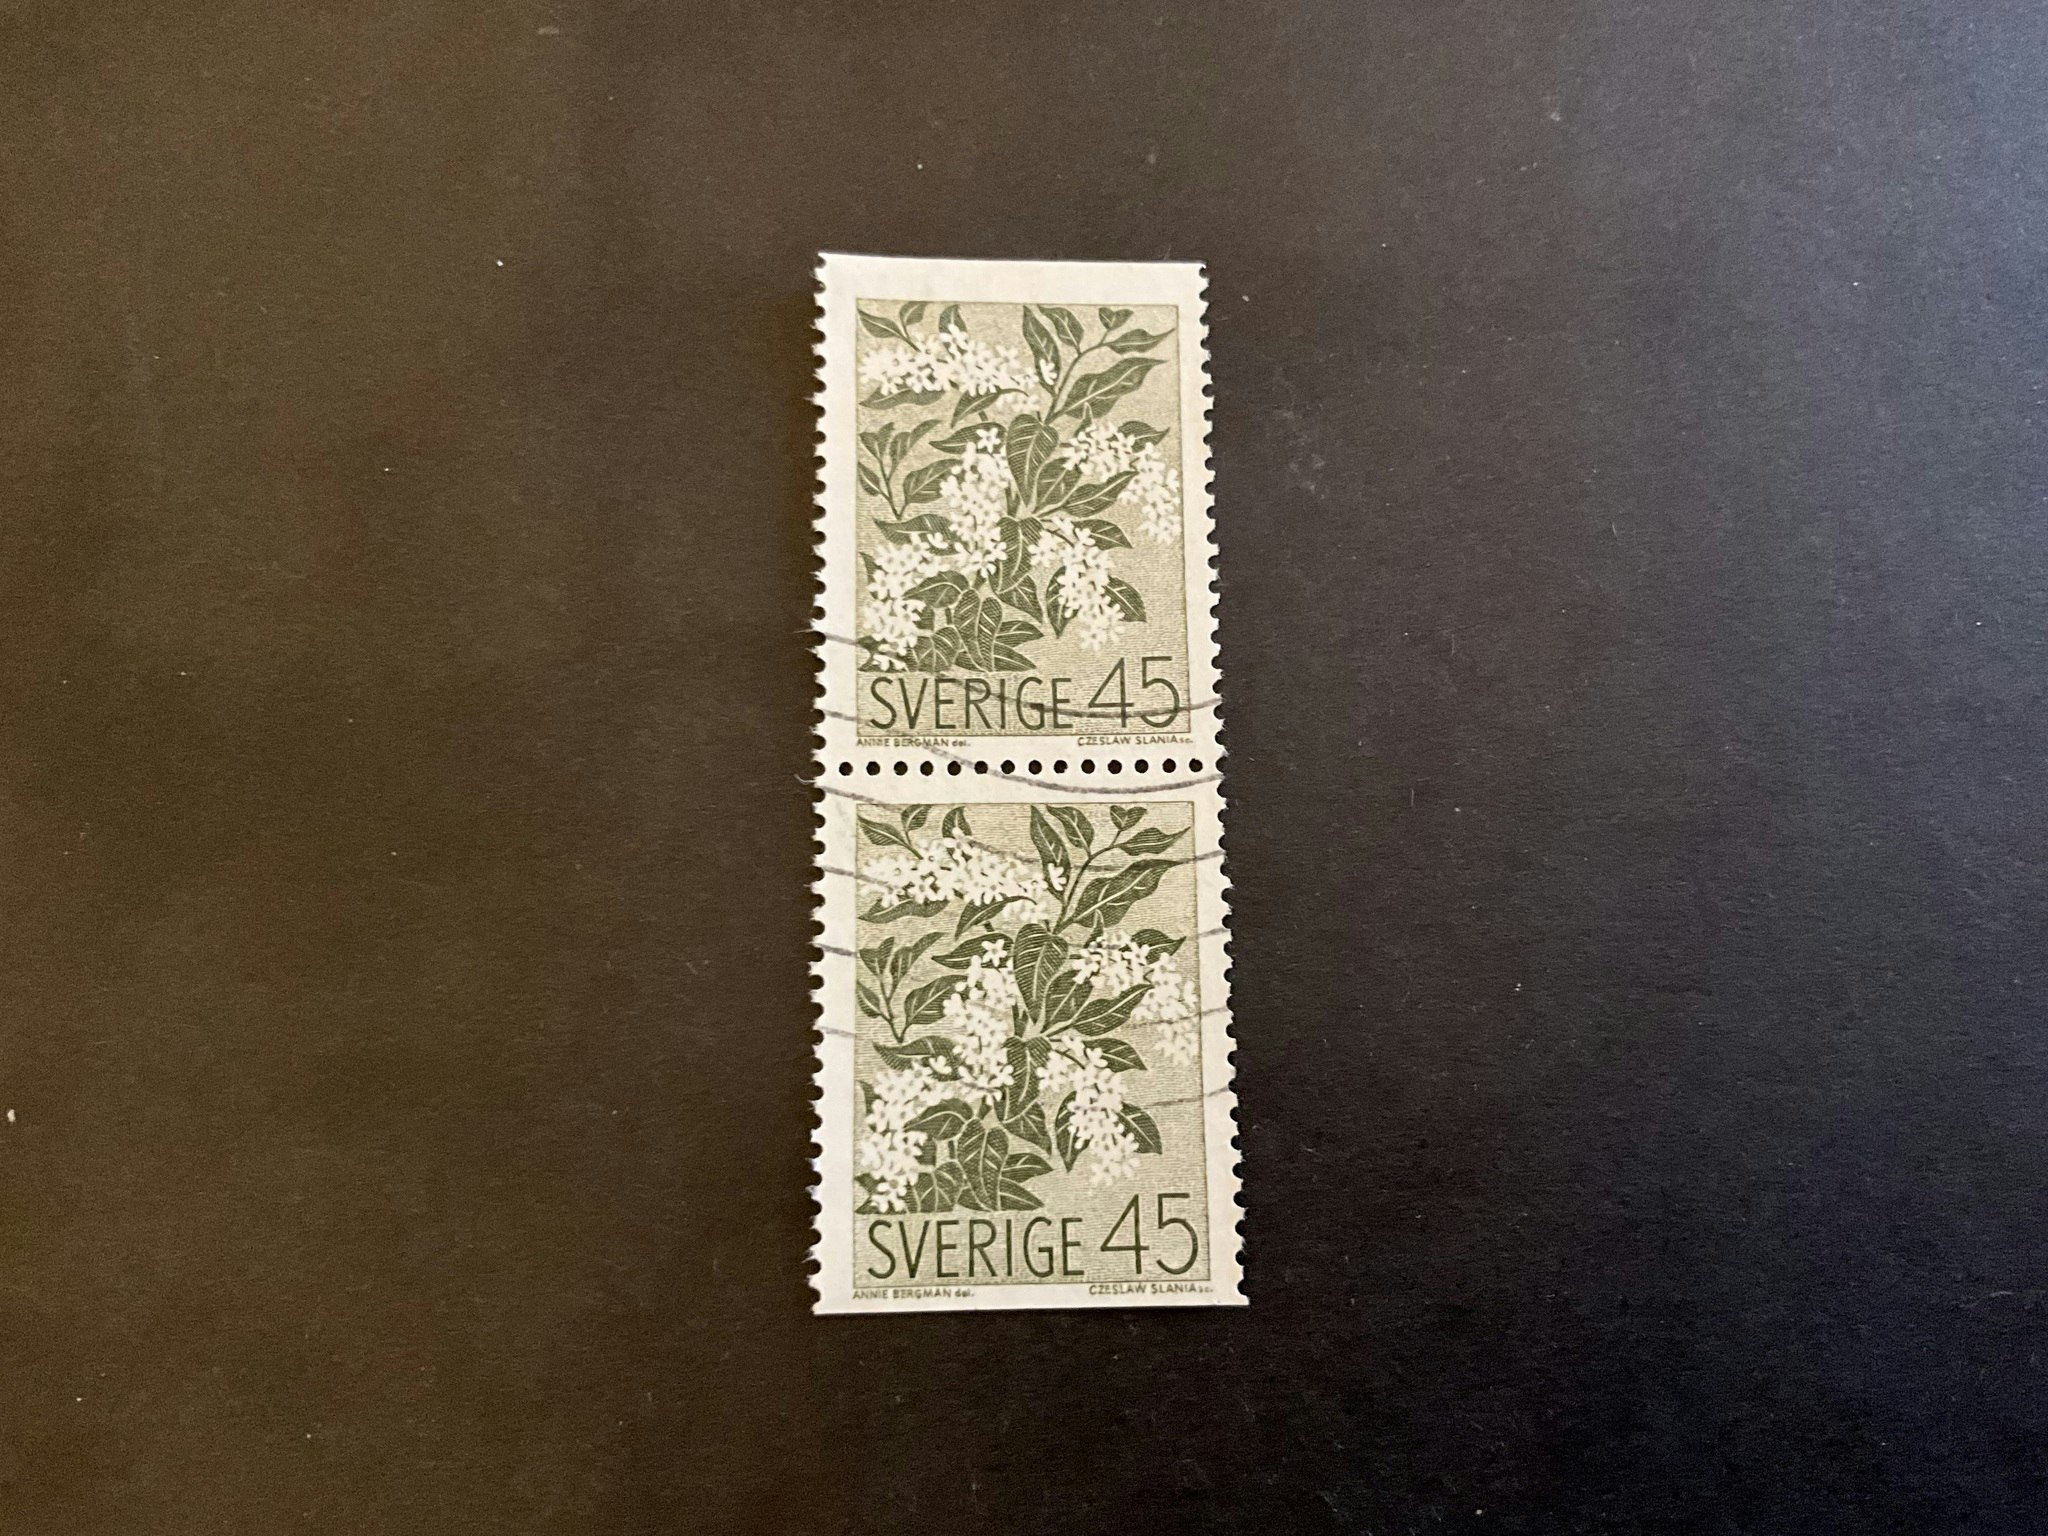 SVERIGE 45
ANNIE BERGMAN del. CZESLAW SLANIA sc.
SVERIGE 45
ANNIE BERGMAN del. CZESLAW SLANIA sc.